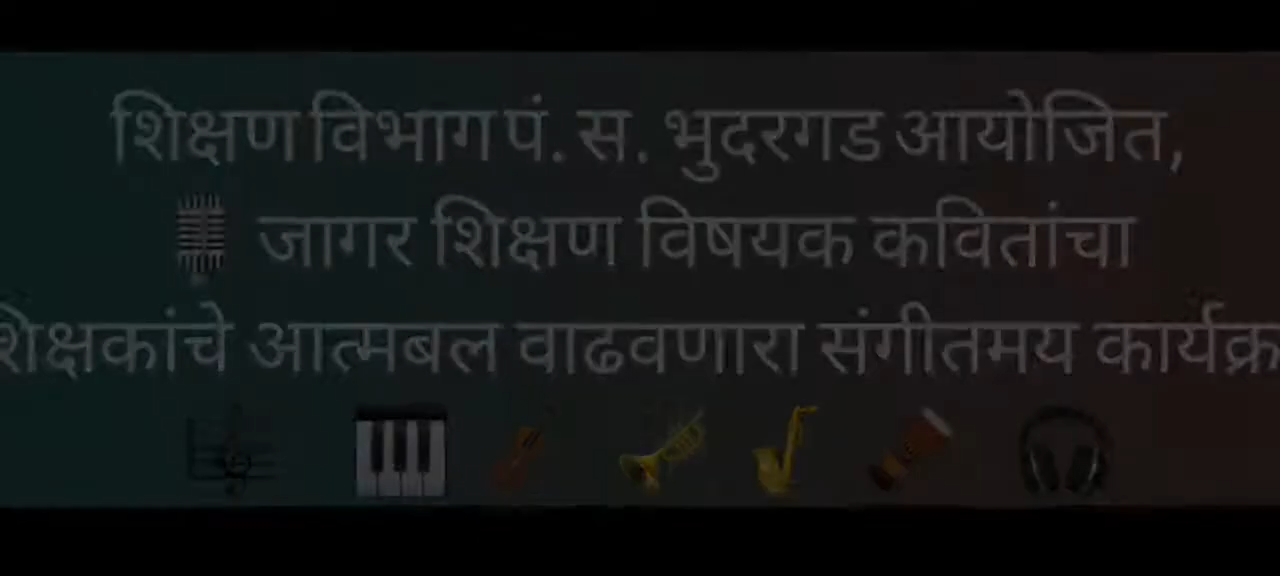 शिक्षण विभाग पं. स. भुदरगड आयोजित,
जागर शिक्षण विषयक कवितांचा
शिक्षकांचे आत्मबल वाढवणारा संगीतमय